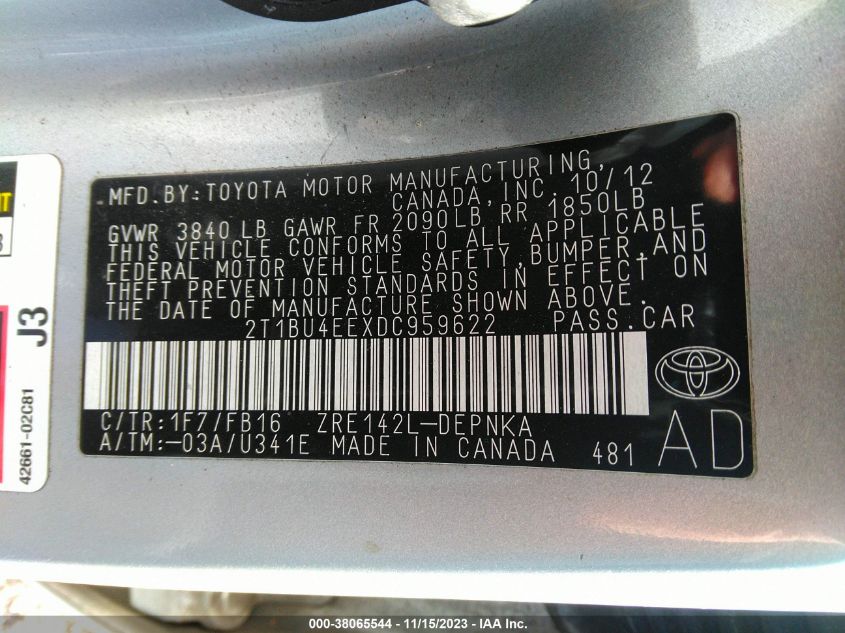 MFD. BY: TOYOTA MOTOR MANUFACTURING,
CANADA, INC. 10/12
GVWR 3840 LB GAWR FR 2090LB RR 1850LB
THIS VEHICLE CONFORMS TO ALL APPLICABLE
FEDERAL MOTOR VEHICLE SAFETY, BUMPER, AND
THEFT PREVENTION STANDARDS IN EFFECT ON
THE DATE OF MANUFACTURE SHOWN ABOVE.
2T1BU4EEXDC959622 PASS. CAR
C/TR: 1F7/FB16 ZRE142L-DEPNKA
A/TM: -03A/U341E MADE IN CANADA 481
AD
J3
42661-02C81
000-38065544 - 11/15/2023 - IAA Inc.